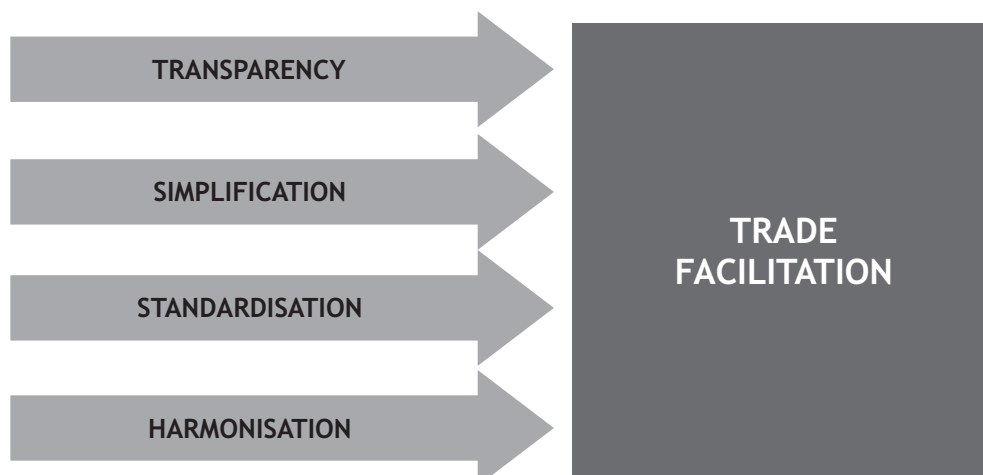 TRANSPARENCY
SIMPLIFICATION
STANDARDISATION
HARMONISATION
TRADE
FACILITATION